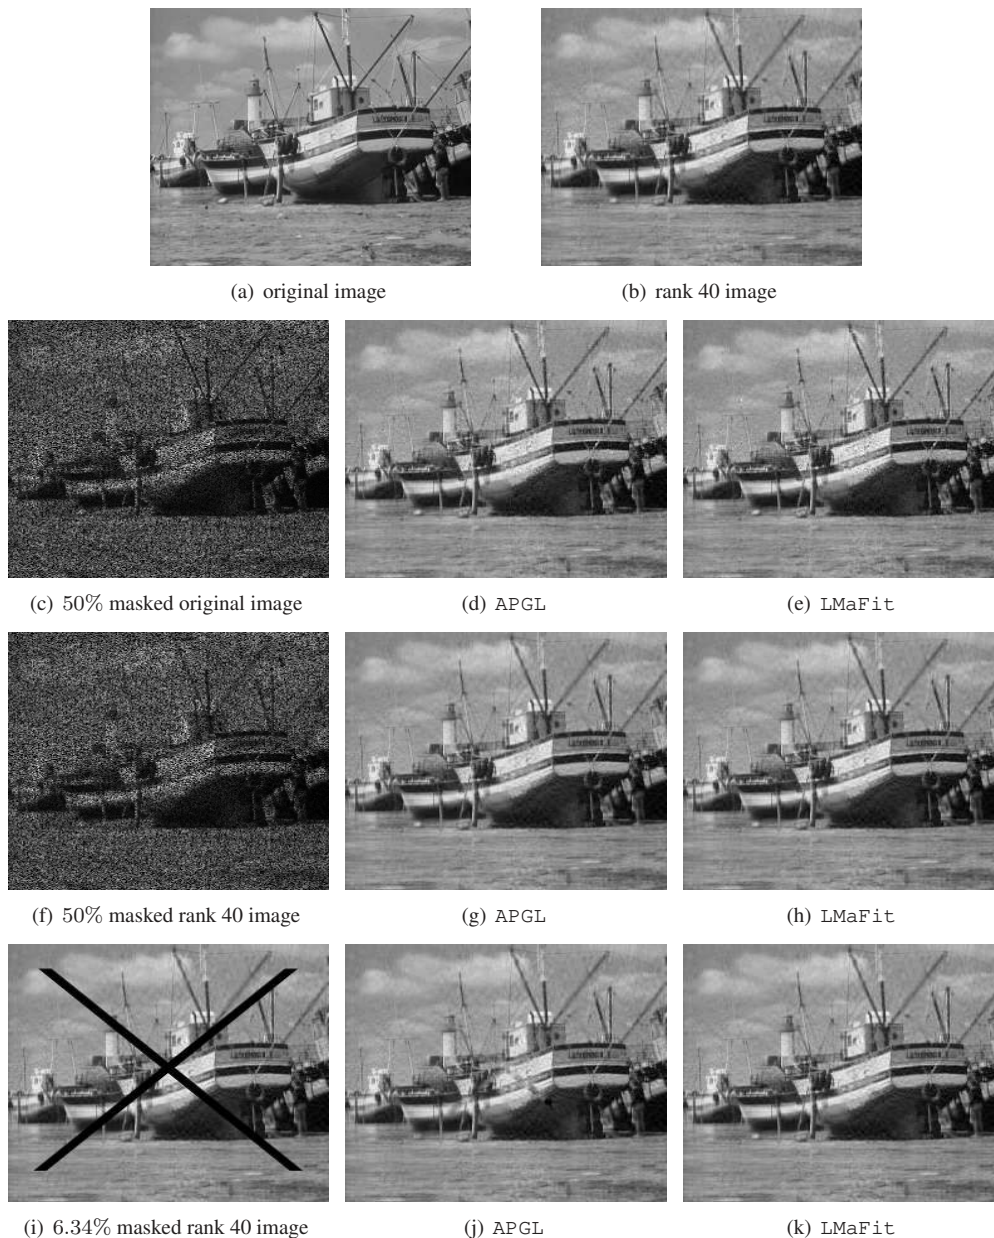 (a) original image
(b) rank 40 image
(c) 50% masked original image
(d) APGL
(e) LMaFit
(f) 50% masked rank 40 image
(g) APGL
(h) LMaFit
(i) 6.34% masked rank 40 image
(j) APGL
(k) LMaFit